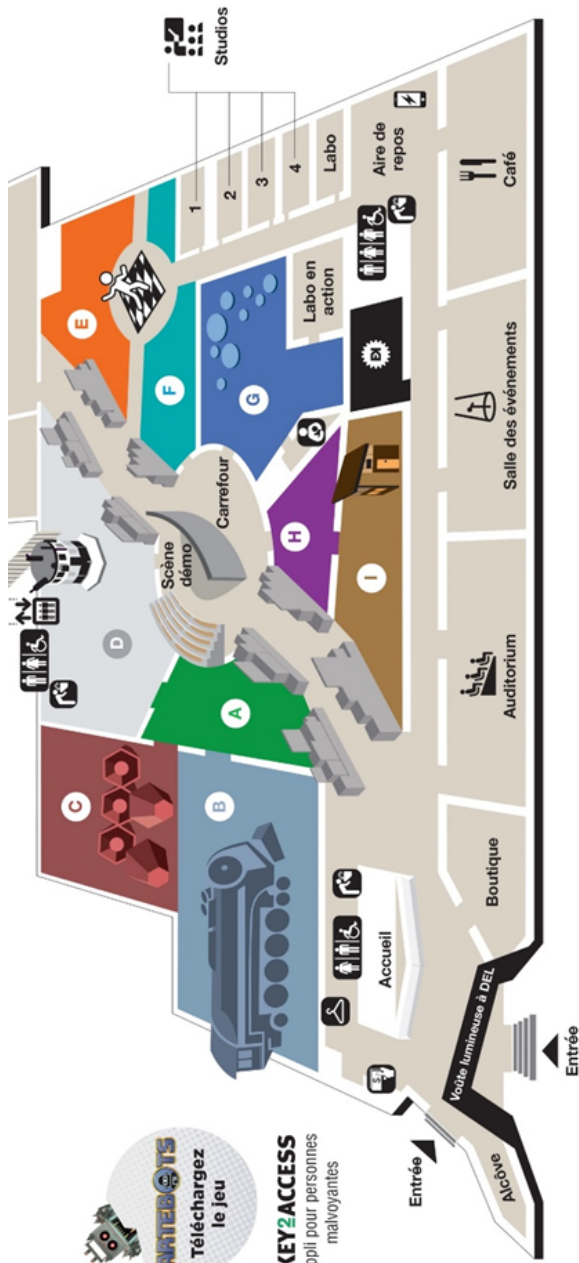 ARTEBOTS
Téléchargez
le jeu
KEY2ACCESS
ppli pour personnes
malvoyantes
Studios
1
2
3
4
Labo
Aire de
repos
Café
E
F
G
Labo en
action
Salle des événements
D
Scène
démo
Carrefour
H
I
A
C
B
Auditorium
Boutique
Accueil
Voûte lumineuse à DEL
Entrée
Entrée
Alcôve